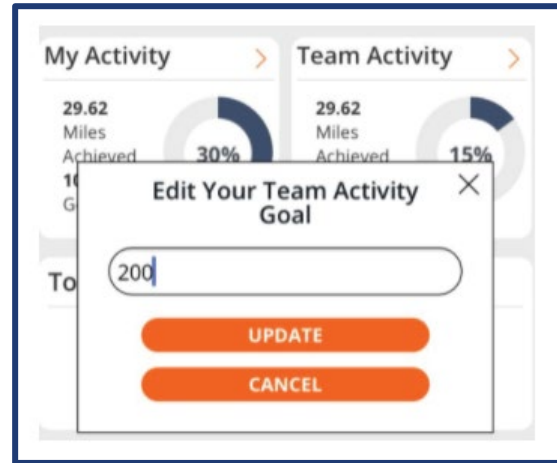 My Activity >
Team Activity >
29.62
Miles
Achieved
30%
29.62
Miles
Achieved
15%
Edit Your Team Activity
Goal
200
To
UPDATE
CANCEL